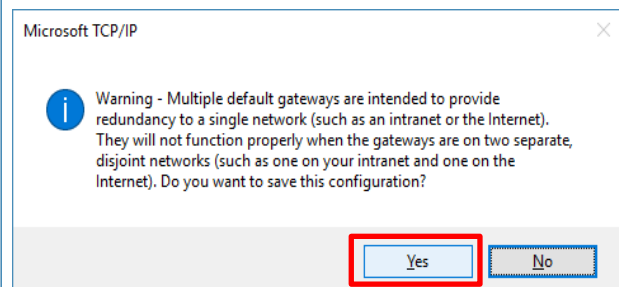 Microsoft TCP/IP
Warning - Multiple default gateways are intended to provide
redundancy to a single network (such as an intranet or the Internet).
They will not function properly when the gateways are on two separate,
disjoint networks (such as one on your intranet and one on the
Internet). Do you want to save this configuration?
Yes No